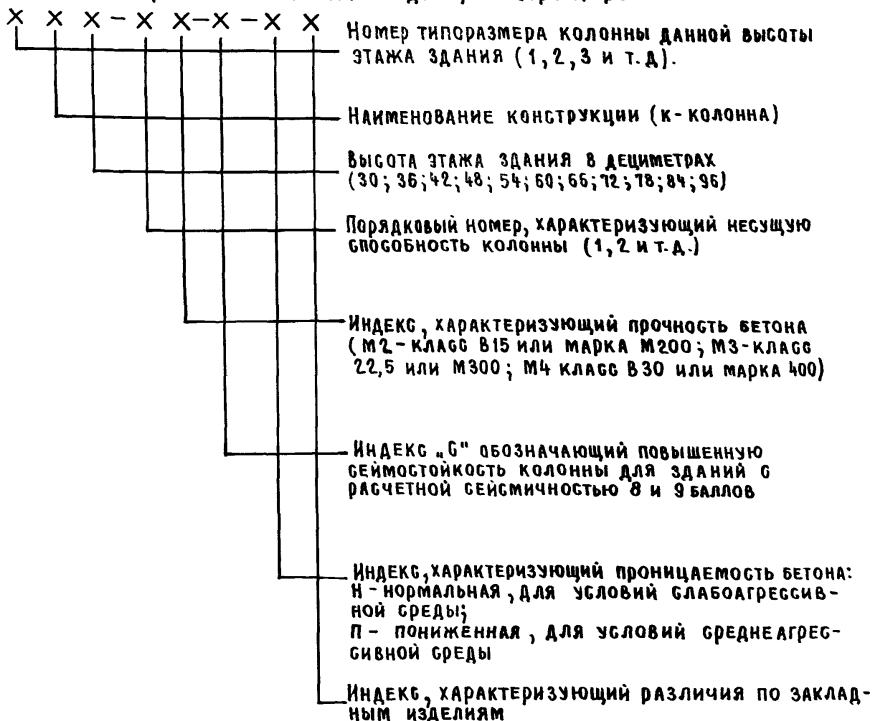 Х Х Х – Х Х – Х – Х Х
НОМЕР ТИПОРАЗМЕРА КОЛОННЫ ДАННОЙ ВЫСОТЫ
ЭТАЖА ЗДАНИЯ (1, 2, 3 И Т.Д).
НАИМЕНОВАНИЕ КОНСТРУКЦИИ (К- КОЛОННА)
ВЫСОТА ЭТАЖА ЗДАНИЯ В ДЕЦИМЕТРАХ
(30; 36; 42; 48; 54; 60; 66; 72; 78; 84; 96)
ПОРЯДКОВЫЙ НОМЕР, ХАРАКТЕРИЗУЮЩИЙ НЕСУЩУЮ
СПОСОБНОСТЬ КОЛОННЫ (1, 2 И Т.Д.)
ИНДЕКС, ХАРАКТЕРИЗУЮЩИЙ ПРОЧНОСТЬ БЕТОНА
(М2-КЛАСС В15 ИЛИ МАРКА М200; М3-КЛАСС
22,5 ИЛИ М300; М4 КЛАСС В30 ИЛИ МАРКА 400)
ИНДЕКС „С" ОБОЗНАЧАЮЩИЙ ПОВЫШЕННУЮ
СЕЙМОСТОЙКОСТЬ КОЛОННЫ ДЛЯ ЗДАНИЙ С
РАСЧЕТНОЙ СЕЙСМИЧНОСТЬЮ 8 И 9 БАЛЛОВ
ИНДЕКС, ХАРАКТЕРИЗУЮЩИЙ ПРОНИЦАЕМОСТЬ БЕТОНА:
Н - НОРМАЛЬНАЯ, ДЛЯ УСЛОВИЙ СЛАБОАГРЕССИВ-
НОЙ СРЕДЫ;
П - ПОНИЖЕННАЯ, ДЛЯ УСЛОВИЙ СРЕДНЕАГРЕС-
СИВНОЙ СРЕДЫ
ИНДЕКС, ХАРАКТЕРИЗУЮЩИЙ РАЗЛИЧИЯ ПО ЗАКЛАД-
НЫМ ИЗДЕЛИЯМ